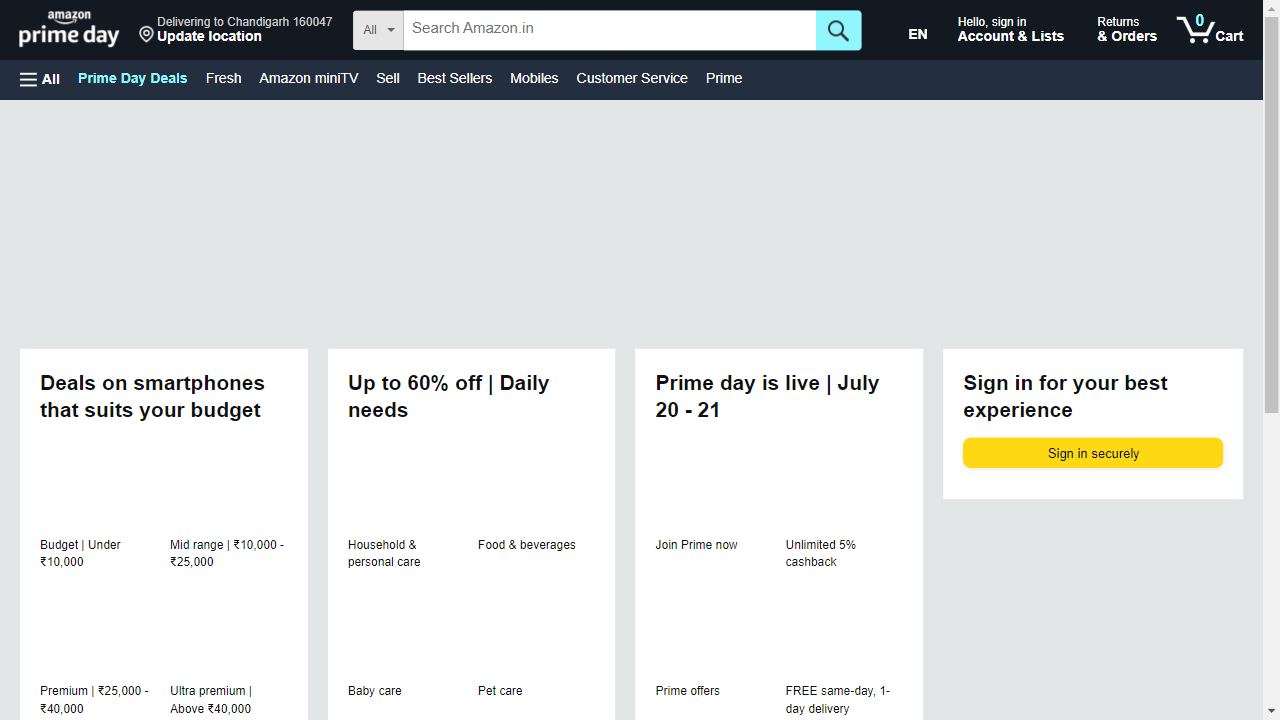 amazon
prime day
Delivering to Chandigarh 160047
Update location
All
Search Amazon.in
EN
Hello, sign in
Account & Lists
Returns
& Orders
0
Cart
All
Prime Day Deals
Fresh
Amazon miniTV
Sell
Best Sellers
Mobiles
Customer Service
Prime
Deals on smartphones
that suits your budget
Budget | Under
₹10,000
Mid range | ₹10,000 -
₹25,000
Premium | ₹25,000 -
₹40,000
Ultra premium |
Above ₹40,000
Up to 60% off | Daily
needs
Household &
personal care
Food & beverages
Baby care
Pet care
Prime day is live | July
20 - 21
Join Prime now
Unlimited 5%
cashback
Prime offers
FREE same-day, 1-
day delivery
Sign in for your best
experience
Sign in securely